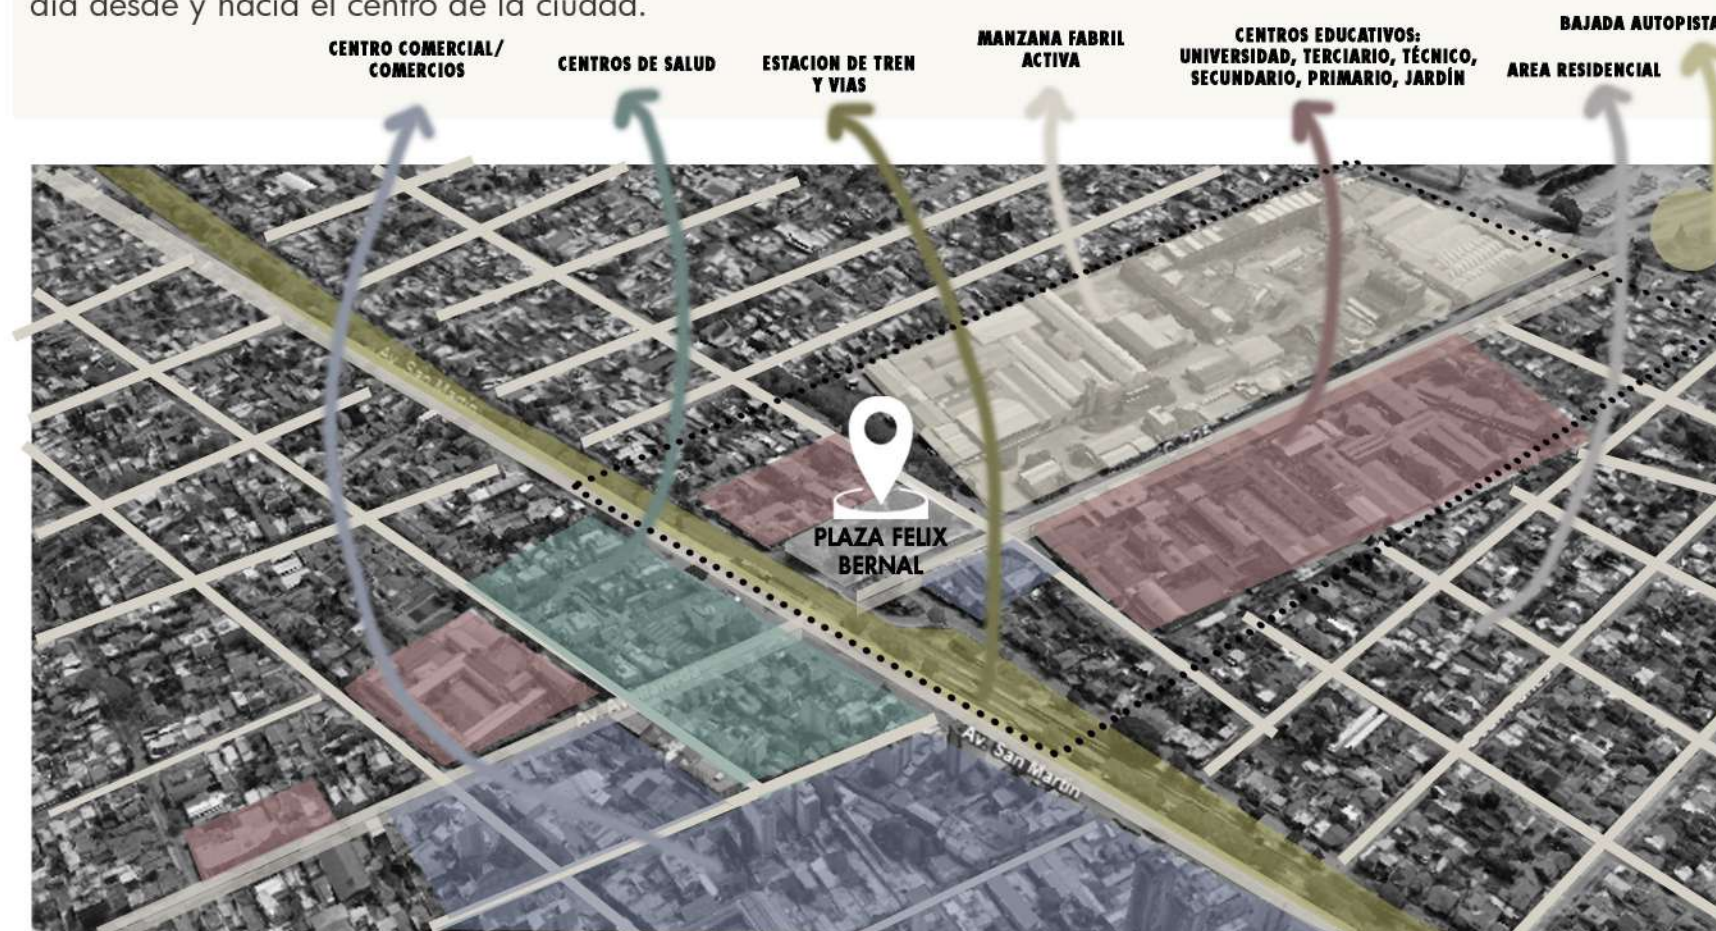 día desde y hacia el centro de la ciudad.
CENTRO COMERCIAL/
COMERCIOS
CENTROS DE SALUD
ESTACION DE TREN
Y VIAS
MANZANA FABRIL
ACTIVA
CENTROS EDUCATIVOS:
UNIVERSIDAD, TERCIARIO, TÉCNICO,
SECUNDARIO, PRIMARIO, JARDÍN
AREA RESIDENCIAL
BAJADA AUTOPISTA
Av. San Martín
PLAZA FELIX
BERNAL
Av. San Martín